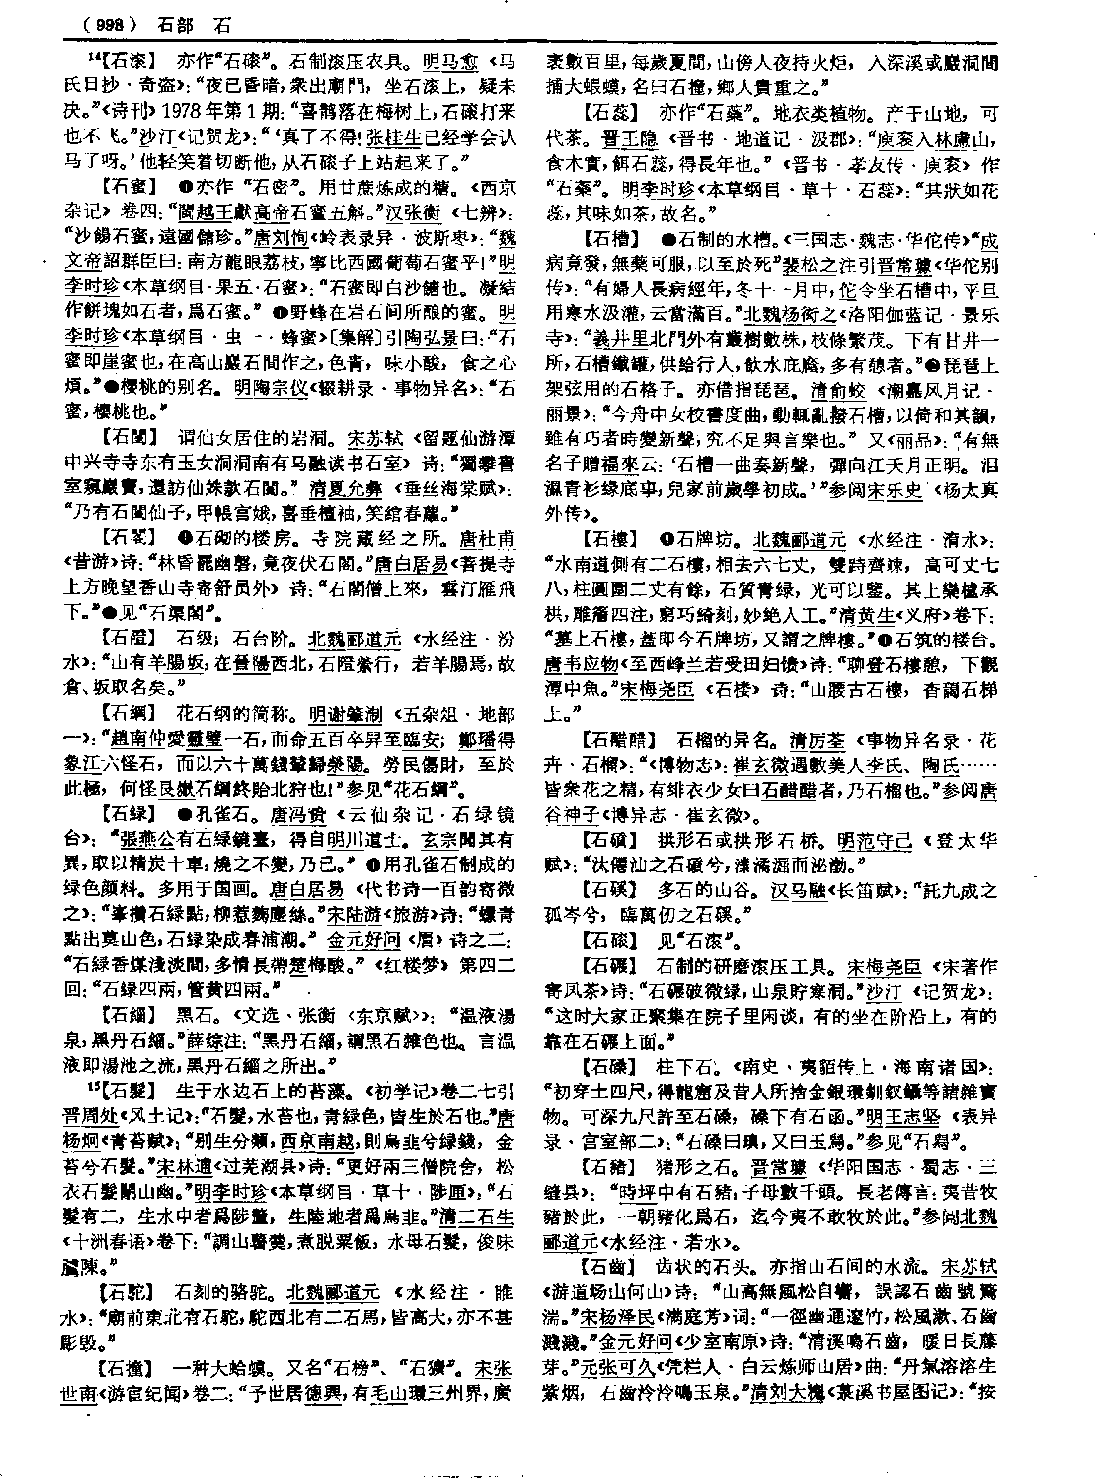 (998) 石部 石
¹⁴【石滚】 亦作“石磙”。石制滚压农具。明马愈《马
氏日抄·奇盗》：“夜已昏暗，衆出廟門，坐石滚上，疑未
决。”《诗刊》1978年第1期：“喜鹊落在梅树上，石磙打来
也不飞。”沙汀《记贺龙》：“‘真了不得！张桂生已经学会认
马了呀。’他轻笑着切断他，从石磙子上站起来了。”
【石蜜】 ❶亦作“石密”。用甘蔗炼成的糖。《西京
杂记》卷四：“閩越王獻高帝石蜜五斛。”汉张衡《七辨》：
“沙餳石蜜，遠國儲珍。”唐刘恂《岭表录异·波斯枣》：“魏
文帝詔群臣曰：南方龍眼荔枝，寧比西國葡萄石蜜乎！”明
李时珍《本草纲目·果五·石蜜》：“石蜜即白沙糖也。凝結
作餅塊如石者，爲石蜜。”❷野蜂在岩石间所酿的蜜。明
李时珍《本草纲目·虫一·蜂蜜》〔集解〕引陶弘景曰：“石
蜜即崖蜜也，在高山巖石間作之，色青，味小酸，食之心
煩。”❸樱桃的别名。明陶宗仪《辍耕录·事物异名》：“石
蜜，櫻桃也。”
【石閨】 谓仙女居住的岩洞。宋苏轼《留题仙游潭
中兴寺寺东有玉女洞洞南有马融读书石室》诗：“獨攀書
室窺巖竇，還訪仙姝款石閨。”清夏允彝《垂丝海棠赋》：
“乃有石閨仙子，甲帳宫娥，喜垂檀袖，笑綰春蘿。”
【石閣】 ❶石砌的楼房。寺院藏经之所。唐杜甫
《昔游》诗：“林昏罷幽磬，竟夜伏石閣。”唐白居易《菩提寺
上方晚望香山寺寄舒员外》诗：“石閣僧上來，雲汀雁飛
下。”❷见“石渠閣”。
【石隥】 石级；石台阶。北魏郦道元《水经注·汾
水》：“山有羊腸坂，在晉陽西北，石隥縈行，若羊腸焉，故
倉、坂取名矣。”
【石綱】 花石纲的简称。明谢肇淛《五杂俎·地部
一》：“趙南仲愛靈璧一石，而命五百卒舁至臨安；鄭璠得
象江六怪石，而以六十萬錢輦歸滎陽。勞民傷財，至於
此極，何怪艮嶽石綱終貽北狩也！”参见“花石綱”。
【石绿】 ❶孔雀石。唐冯贽《云仙杂记·石绿镜
台》：“張燕公有石緑鏡臺，得自明川道士。玄宗聞其有
異，取以精炭十車，燒之不變，乃已。”❷用孔雀石制成的
绿色颜料。多用于国画。唐白居易《代书诗一百韵寄微
之》：“峯攢石緑點，柳惹麴塵絲。”宋陆游《旅游》诗：“螺青
點出莫山色，石绿染成春浦潮。”金元好问《眉》诗之二：
“石緑香煤淺淡間，多情長帶楚梅酸。”《红楼梦》第四二
回：“石绿四兩，管黄四兩。”
【石緇】 黑石。《文选·张衡〈东京赋〉》：“温液湯
泉，黑丹石緇。”薛综注：“黑丹石緇，謂黑石雜色也。言温
液即湯池之流，黑丹石緇之所出。”
¹⁵【石髮】 生于水边石上的苔藻。《初学记》卷二七引
晋周处《风土记》：“石髮，水苔也，青緑色，皆生於石也。”唐
杨炯《青苔赋》：“别生分類，西京南越，則烏韭兮緑錢，金
苔兮石髮。”宋林逋《过芜湖县》诗：“更好兩三僧院舍，松
衣石髮鬭山幽。”明李时珍《本草纲目·草十·陟厘》：“石
髮有二，生水中者爲陟釐，生陸地者爲烏韭。”清二石生
《十洲春语》卷下：“調山鷖羹，煮脱粟飯，水母石髮，俊味
臚陳。”
【石駝】 石刻的骆驼。北魏郦道元《水经注·睢
水》：“廟前東北有石駝，駝西北有二石馬，皆高大，亦不甚
彫毁。”
【石撞】 一种大蛤蟆。又名“石榜”、“石獷”。宋张
世南《游宦纪闻》卷二：“予世居德興，有毛山環三州界，廣
袤數百里，每歲夏間，山傍人夜持火炬，入深溪或巖洞間
捕大蝦蟆，名曰石撞，鄉人貴重之。”
【石蕊】 亦作“石蘂”。地衣类植物。产于山地，可
代茶。晋王隐《晋书·地道记·汲郡》：“庾袞入林慮山，
食木實，餌石蕊，得長年也。”《晋书·孝友传·庾袞》作
“石蘂”。明李时珍《本草纲目·草十·石蕊》：“其狀如花
蕊，其味如茶，故名。”
【石槽】 ❶石制的水槽。《三国志·魏志·华佗传》“成
病竟發，無藥可服，以至於死”裴松之注引晋常璩《华佗别
传》：“有婦人長病經年，冬十一月中，佗令坐石槽中，平旦
用寒水汲灌，云當滿百。”北魏杨衒之《洛阳伽蓝记·景乐
寺》：“義井里北門外有叢樹數株，枝條繁茂。下有甘井一
所，石槽鐵罐，供給行人，飲水庇廕，多有憩者。”❷琵琶上
架弦用的石格子。亦借指琵琶。清俞蛟《潮嘉风月记·
丽景》：“今舟中女校書度曲，動輒亂撥石槽，以倚和其韻，
雖有巧者時變新聲，究不足與言樂也。”又《丽品》：“有無
名子贈福來云：‘石槽一曲奏新聲，彈向江天月正明。泪
濕青衫緣底事，兒家前歲學初成。’”参阅宋乐史《杨太真
外传》。
【石樓】 ❶石牌坊。北魏郦道元《水经注·淯水》：
“水南道側有二石樓，相去六七丈，雙跱齊竦，高可丈七
八，柱圓圍二丈有餘，石質青緑，光可以鑒。其上欒櫨承
栱，雕簷四注，窮巧綺刻，妙絶人工。”清黄生《义府》卷下：
“墓上石樓，蓋即今石牌坊，又謂之牌樓。”❷石筑的楼台。
唐韦应物《至西峰兰若受田妇馈》诗：“聊登石樓憩，下觀
潭中魚。”宋梅尧臣《石楼》诗：“山腰古石樓，杳藹石梯
上。”
【石醋醋】 石榴的异名。清厉荃《事物异名录·花
卉·石榴》：“《博物志》：崔玄微遇數美人李氏、陶氏……
皆衆花之精，有绯衣少女曰石醋醋者，乃石榴也。”参阅唐
谷神子《博异志·崔玄微》。
【石磧】 拱形石或拱形石桥。明范守己《登太华
赋》：
【石磎】 多石的山谷。汉马融《长笛赋》：“託九成之
孤岑兮，臨萬仞之石磎。”
【石磙】 见“石滚”。
【石碾】 石制的研磨滚压工具。宋梅尧臣《宋著作
寄凤茶》诗：“石碾破微绿，山泉貯寒洞。”沙汀《记贺龙》：
“这时大家正聚集在院子里闲谈，有的坐在阶沿上，有的
靠在石碾上面。”
【石磉】 柱下石。《南史·夷貊传上·海南诸国》：
“初穿土四尺，得龍窟及昔人所捨金銀環釧釵鑷等諸雜寶
物。可深九尺許至石磉，磉下有石函。”明王志坚《表异
录·宫室部二》：“石磉曰磌，又曰玉舄。”参见“石舄”。
【石豬】 猪形之石。晋常璩《华阳国志·蜀志·三
缝县》：“時坪中有石豬，子母數千頭。長老傳言：夷昔牧
豬於此，一朝豬化爲石，迄今夷不敢牧於此。”参阅北魏
郦道元《水经注·若水》。
【石齒】 齿状的石头。亦指山石间的水流。宋苏轼
《游道场山何山》诗：“山高無風松自響，誤認石齒號驚
湍。”宋杨泽民《满庭芳》词：“一徑幽通邃竹，松風漱、石齒
濺濺。”金元好问《少室南原》诗：“清溪鳴石齒，暖日長藤
芽。”元张可久《凭栏人·白云炼师山居》曲：“丹氣溶溶生
紫烟，石齒泠泠鳴玉泉。”清刘大櫆《蕖溪书屋图记》：“按